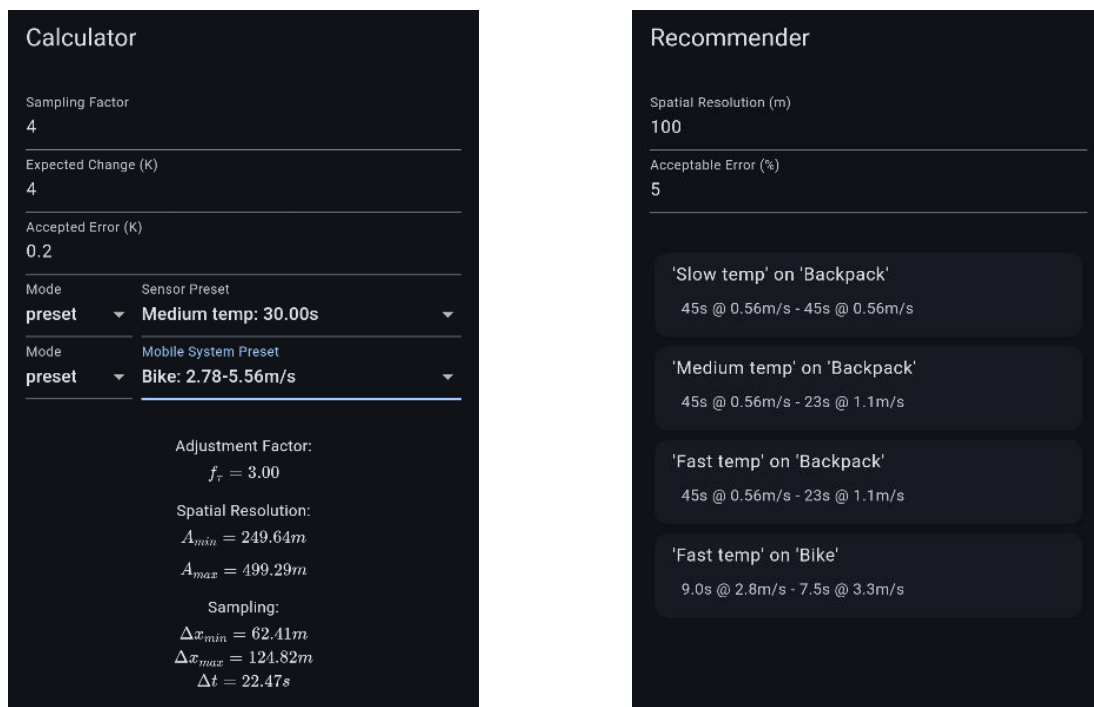 Calculator
Sampling Factor
4
Expected Change (K)
4
Accepted Error (K)
0.2
Mode Sensor Preset
preset Medium temp: 30.00s
Mode Mobile System Preset
preset Bike: 2.78-5.56m/s
Adjustment Factor:
f_τ = 3.00
Spatial Resolution:
A_min = 249.64m
A_max = 499.29m
Sampling:
Δx_min = 62.41m
Δx_max = 124.82m
Δt = 22.47s
Recommender
Spatial Resolution (m)
100
Acceptable Error (%)
5
'Slow temp' on 'Backpack'
45s @ 0.56m/s - 45s @ 0.56m/s
'Medium temp' on 'Backpack'
45s @ 0.56m/s - 23s @ 1.1m/s
'Fast temp' on 'Backpack'
45s @ 0.56m/s - 23s @ 1.1m/s
'Fast temp' on 'Bike'
9.0s @ 2.8m/s - 7.5s @ 3.3m/s